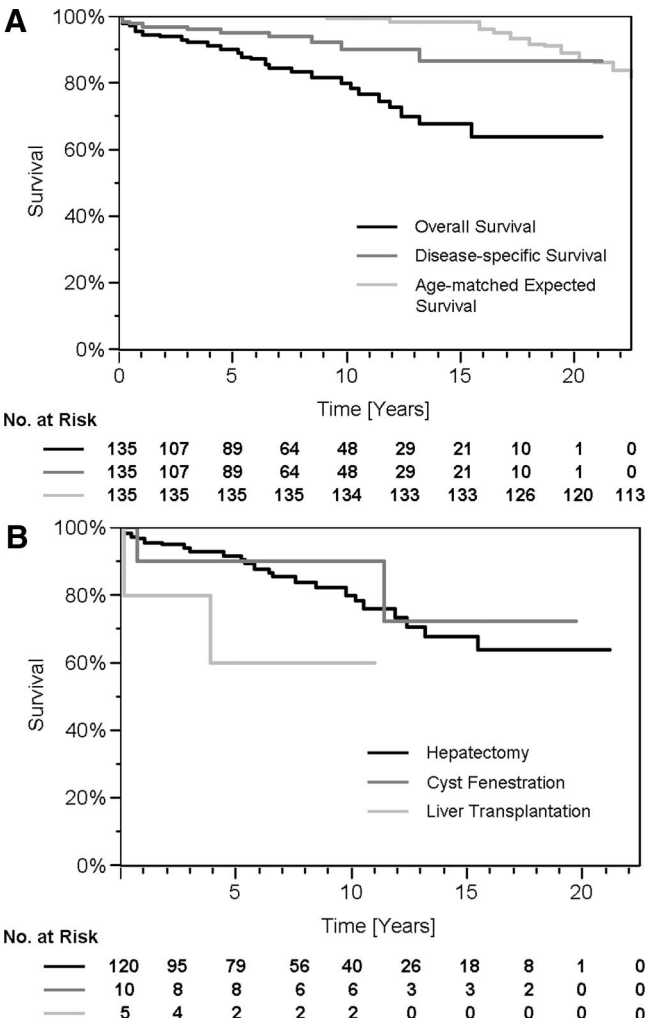 A
100%
80%
60%
40%
20%
0%
Survival
Overall Survival
Disease-specific Survival
Age-matched Expected
Survival
0 5 10 15 20
Time [Years]
No. at Risk
135 107 89 64 48 29 21 10 1 0
135 107 89 64 48 29 21 10 1 0
135 135 135 135 134 133 133 126 120 113
B
100%
80%
60%
40%
20%
0%
Survival
Hepatectomy
Cyst Fenestration
Liver Transplantation
5 10 15 20
Time [Years]
No. at Risk
120 95 79 56 40 26 18 8 1 0
10 8 8 6 6 3 3 2 0 0
5 4 2 2 2 0 0 0 0 0